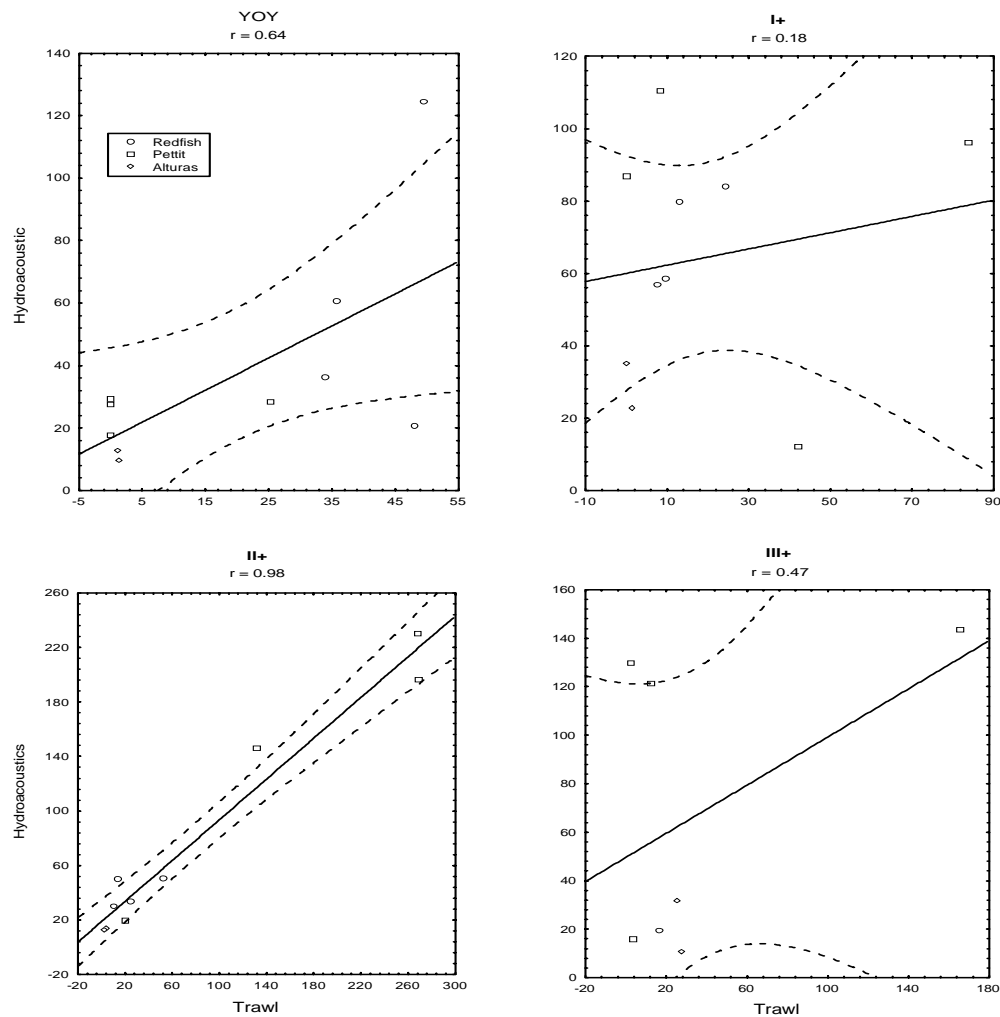 YOY
r = 0.64
140
120
100
80
60
40
20
0
Hydroacoustic
Redfish
Pettit
Alturas
-5 5 15 25 35 45 55
I+
r = 0.18
120
100
80
60
40
20
0
-10 10 30 50 70 90
II+
r = 0.98
260
220
180
140
100
60
20
-20
Hydroacoustics
-20 20 60 100 140 180 220 260 300
Trawl
III+
r = 0.47
160
140
120
100
80
60
40
20
0
-20 20 60 100 140 180
Trawl